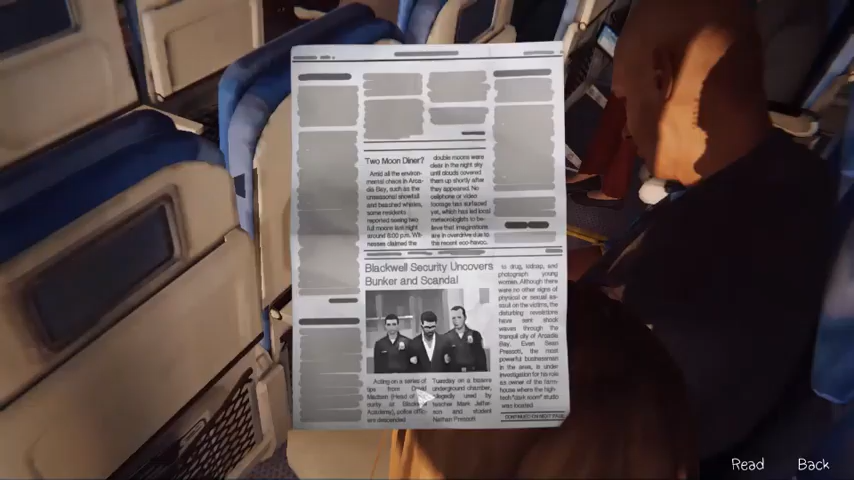 Two Moon Diner?
Amid all the environ-
mental chaos in Arca-
dia Bay, such as the
unseasonal snowfall
and beached whales,
some residents
reported seeing two
full moons last night
around 8:00 p.m. Wit-
nesses claimed the
double moons were
clear in the night sky
until clouds covered
them up shortly after
they appeared. No
cellphone or video
footage has surfaced
yet, which has led local
meteorologists to be-
lieve that imaginations
are in overdrive due to
the recent eco-havoc.
Blackwell Security Uncovers
Bunker and Scandal
Acting on a series of
tips from David
Madsen (Head of
curity at
Academy), police offic-
ers descended
Tuesday on a bizarre
underground chamber,
allegedly used by
teacher Mark Jeffer-
son and student
Nathan Prescott
to drug, kidnap, and
photograph young
women. Although there
were no other signs of
physical or sexual as-
sault on the victims, the
disturbing revelations
have sent shock
waves through the
tranquil city of Arcadia
Bay. Even Sean
Prescott, the most
powerful businessman
in the area, is under
investigation for his role
as owner of the farm-
house where the high-
tech "dark room" studio
was located
CONTINUED ON NEXT PAGE
Read
Back